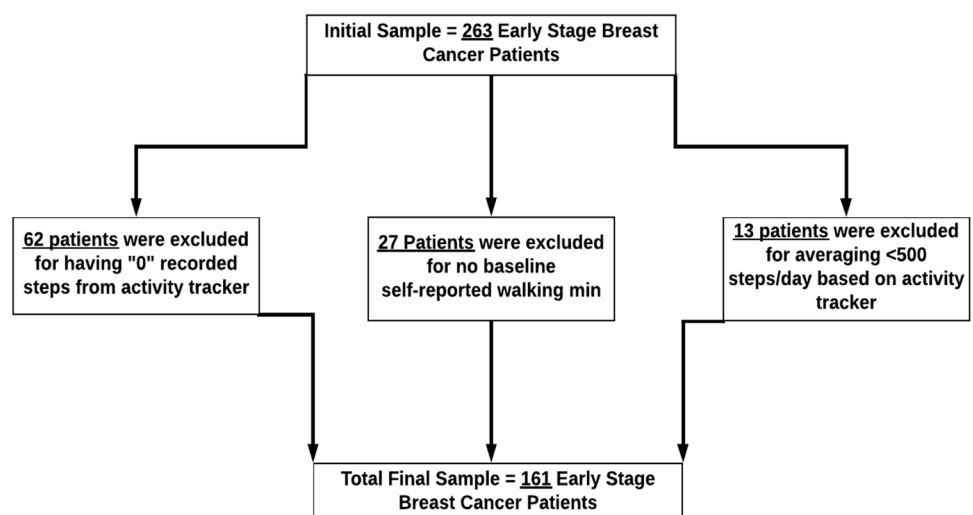 Initial Sample = 263 Early Stage Breast
Cancer Patients
62 patients were excluded
for having "0" recorded
steps from activity tracker
27 Patients were excluded
for no baseline
self-reported walking min
13 patients were excluded
for averaging <500
steps/day based on activity
tracker
Total Final Sample = 161 Early Stage
Breast Cancer Patients